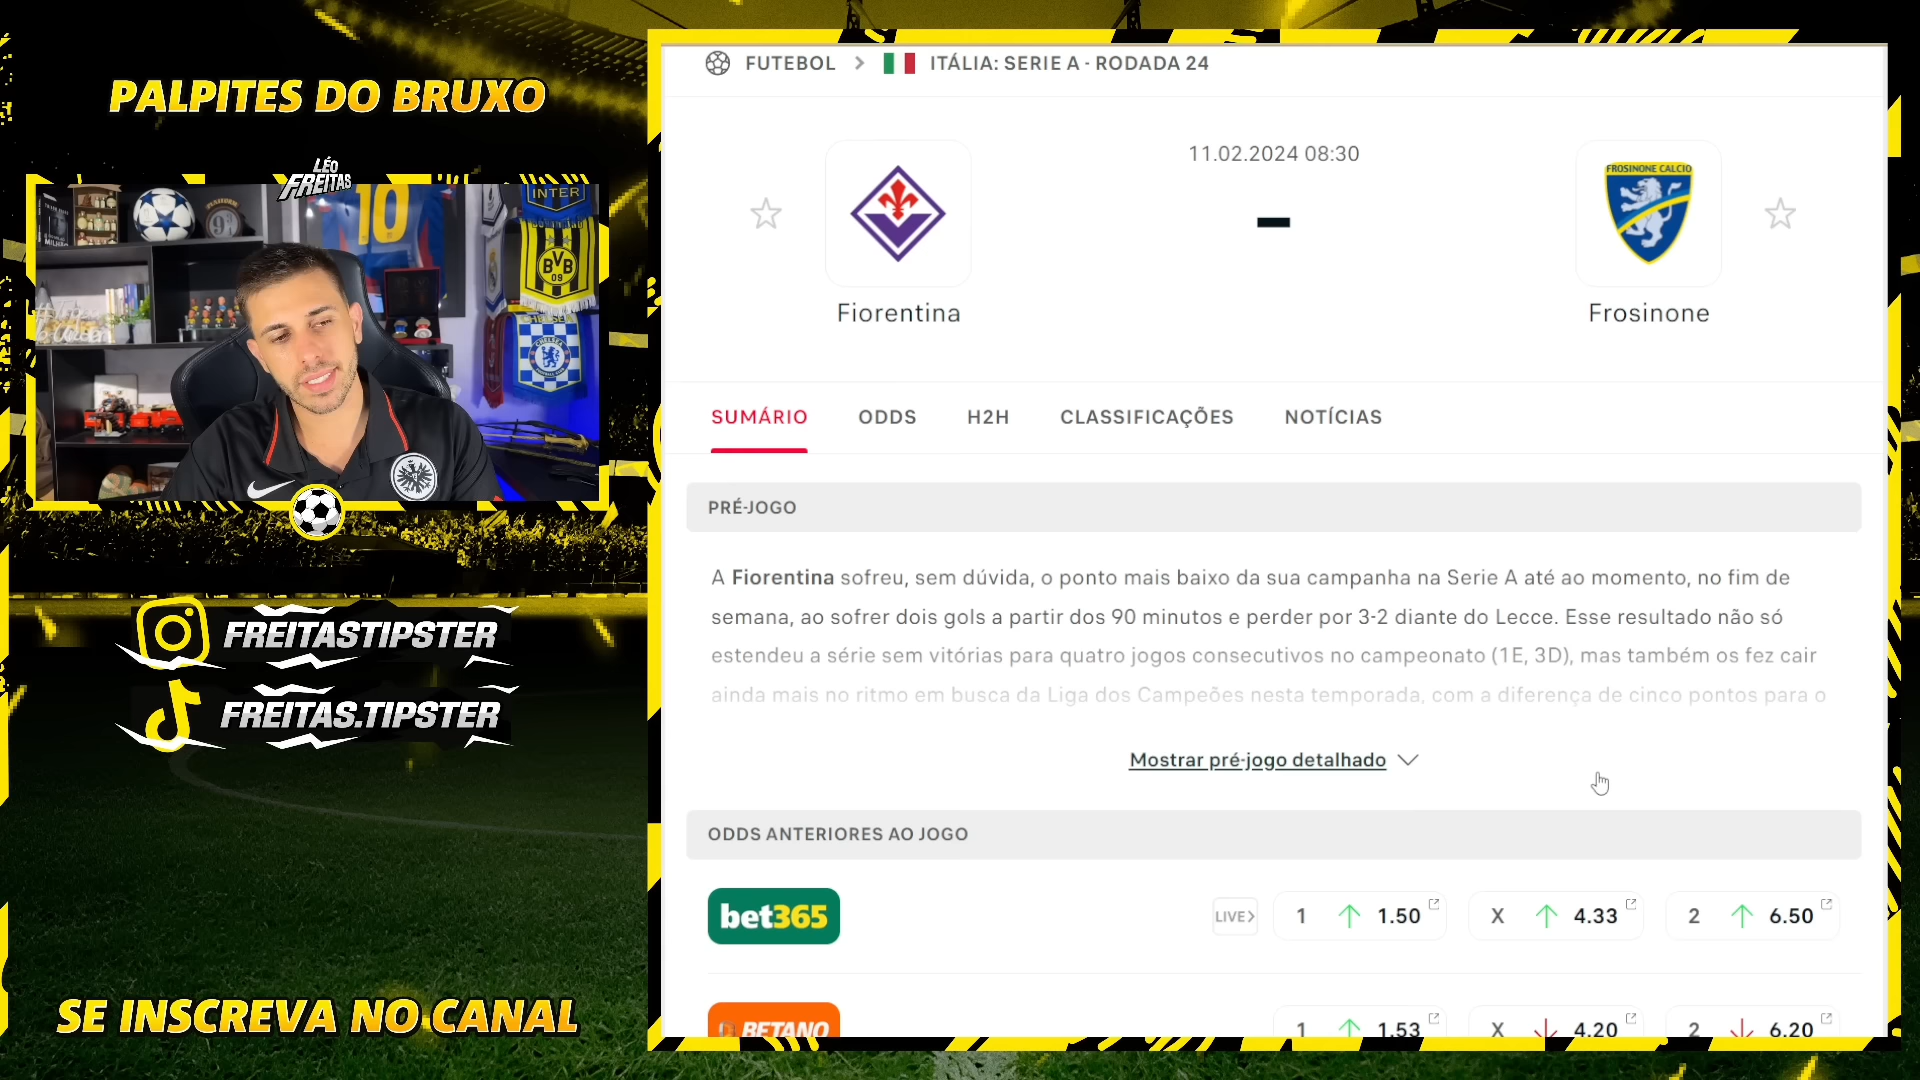 PALPITES DO BRUXO
LÉO
FREITAS
10
INTER
BVB
09
CHELSEA
FREITASTIPSTER
FREITAS.TIPSTER
SE INSCREVA NO CANAL
FUTEBOL
ITÁLIA: SERIE A - RODADA 24
11.02.2024 08:30
-
FROSINONE CALCIO
Fiorentina
Frosinone
SUMÁRIO ODDS H2H CLASSIFICAÇÕES NOTÍCIAS
PRÉ-JOGO
A Fiorentina sofreu, sem dúvida, o ponto mais baixo da sua campanha na Serie A até ao momento, no fim de
semana, ao sofrer dois gols a partir dos 90 minutos e perder por 3-2 diante do Lecce. Esse resultado não só
estendeu a série sem vitórias para quatro jogos consecutivos no campeonato (1E, 3D), mas também os fez cair
ainda mais no ritmo em busca da Liga dos Campeões nesta temporada, com a diferença de cinco pontos para o
Mostrar pré-jogo detalhado
ODDS ANTERIORES AO JOGO
bet365 LIVE 1 1.50 X 4.33 2 6.50
BETANO 1 1.53 X 4.20 2 6.20